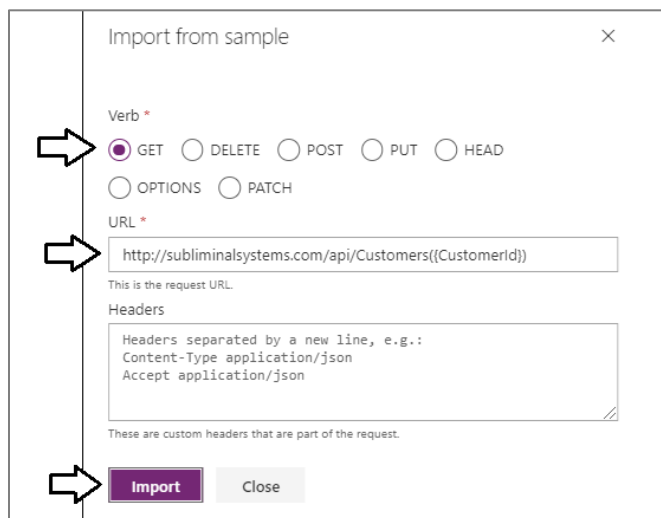 Import from sample
Verb *
GET DELETE POST PUT HEAD
OPTIONS PATCH
URL *
http://subliminalsystems.com/api/Customers({CustomerId})
This is the request URL.
Headers
Headers separated by a new line, e.g.:
Content-Type application/json
Accept application/json
These are custom headers that are part of the request.
Import Close